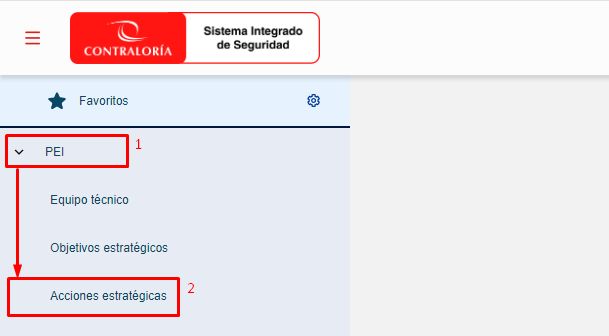 CONTRALORÍA
Sistema Integrado
de Seguridad
Favoritos
PEI
1
Equipo técnico
Objetivos estratégicos
Acciones estratégicas
2